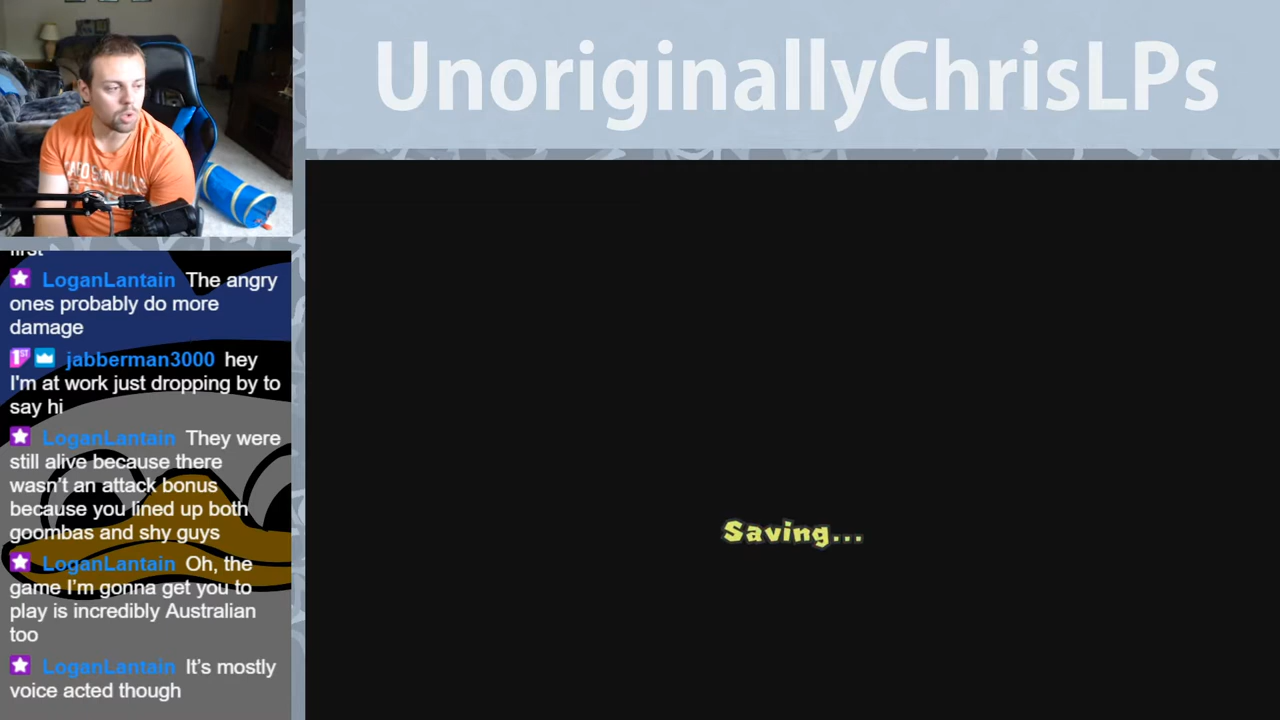 UnoriginallyChrisLPs
first
LoganLantain The angry
ones probably do more
damage
jabberman3000 hey
I'm at work just dropping by to
say hi
LoganLantain They were
still alive because there
wasn't an attack bonus
because you lined up both
goombas and shy guys
LoganLantain Oh, the
game I'm gonna get you to
play is incredibly Australian
too
LoganLantain It's mostly
voice acted though
Saving...